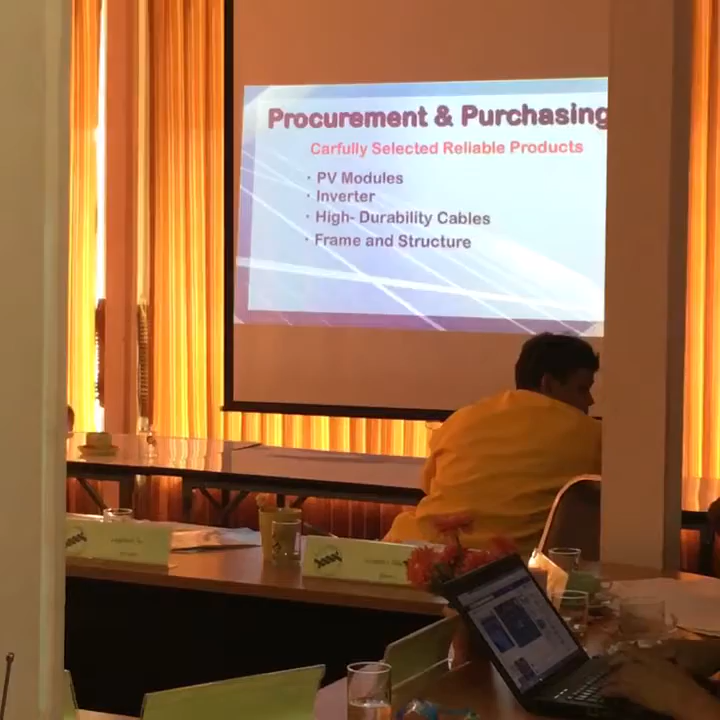 Procurement & Purchasing
Carfully Selected Reliable Products
· PV Modules
· Inverter
· High- Durability Cables
· Frame and Structure